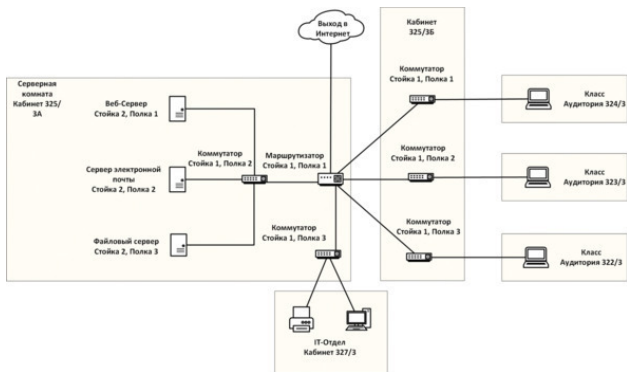 Выход в
Интернет
Кабинет
325/3Б
Серверная
комната
Кабинет 325/
3А
Веб-Сервер
Стойка 2, Полка 1
Сервер электронной
почты
Стойка 2, Полка 2
Файловый сервер
Стойка 2, Полка 3
Коммутатор
Стойка 1, Полка 2
Маршрутизатор
Стойка 1, Полка 1
Коммутатор
Стойка 1, Полка 3
Коммутатор
Стойка 1, Полка 1
Коммутатор
Стойка 1, Полка 2
Коммутатор
Стойка 1, Полка 3
Класс
Аудитория 324/3
Класс
Аудитория 323/3
Класс
Аудитория 322/3
IT-Отдел
Кабинет 327/3